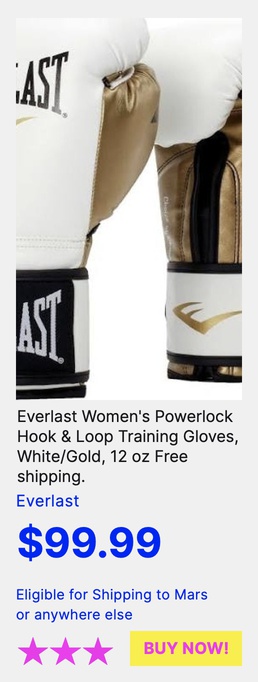 LAST.
AST.
Everlast Women's Powerlock
Hook & Loop Training Gloves,
White/Gold, 12 oz Free
shipping.
Everlast
$99.99
Eligible for Shipping to Mars
or anywhere else
BUY NOW!